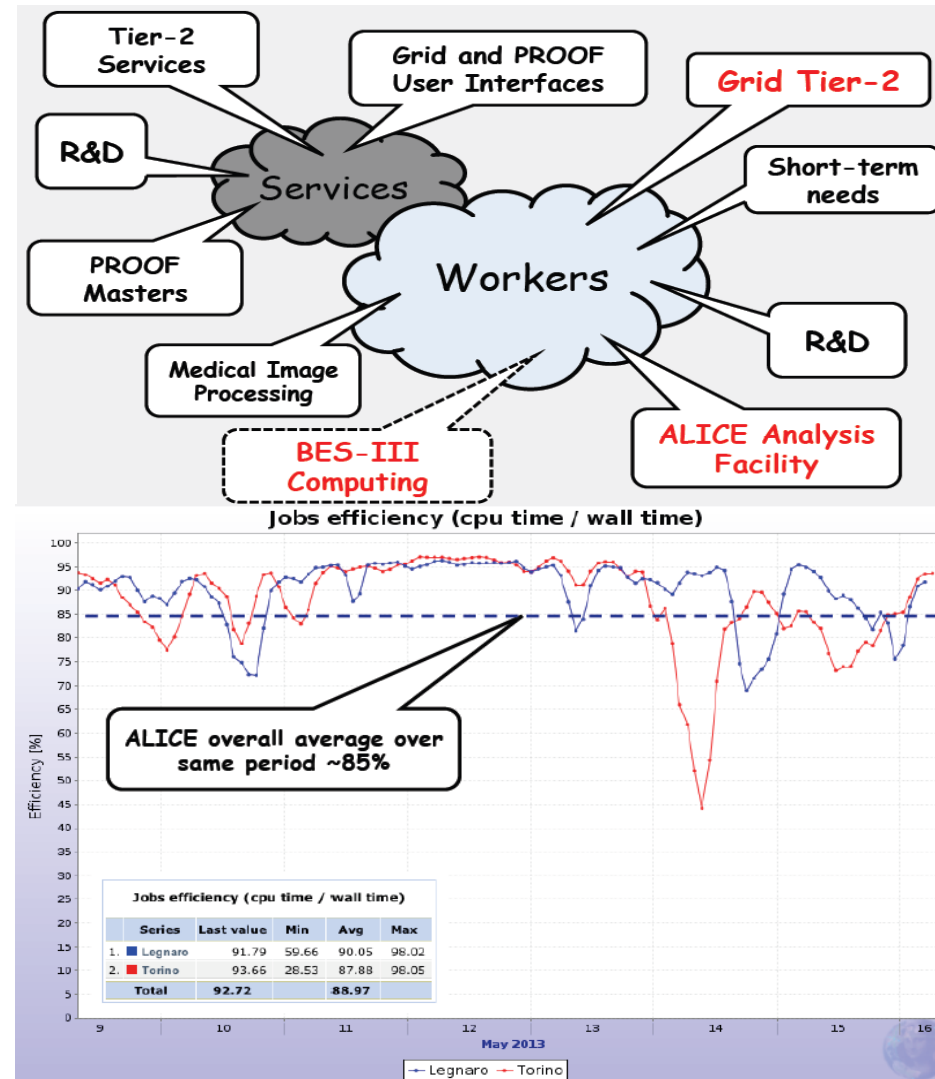 Tier-2
Services
Grid and PROOF
User Interfaces
Grid Tier-2
R&D
Services
Short-term
needs
PROOF
Masters
Workers
R&D
Medical Image
Processing
BES-III
Computing
ALICE Analysis
Facility
Jobs efficiency (cpu time / wall time)
Efficiency [%]
100
95
90
85
80
75
70
65
60
55
50
45
40
35
30
25
20
15
10
5
0
ALICE overall average over
same period ~85%
Jobs efficiency (cpu time / wall time)
Series Last value Min Avg Max
1. Legnaro 91.79 59.66 90.05 98.02
2. Torino 93.66 28.53 87.88 98.05
Total 92.72 88.97
9 10 11 12 13 14 15 16
May 2013
Legnaro Torino